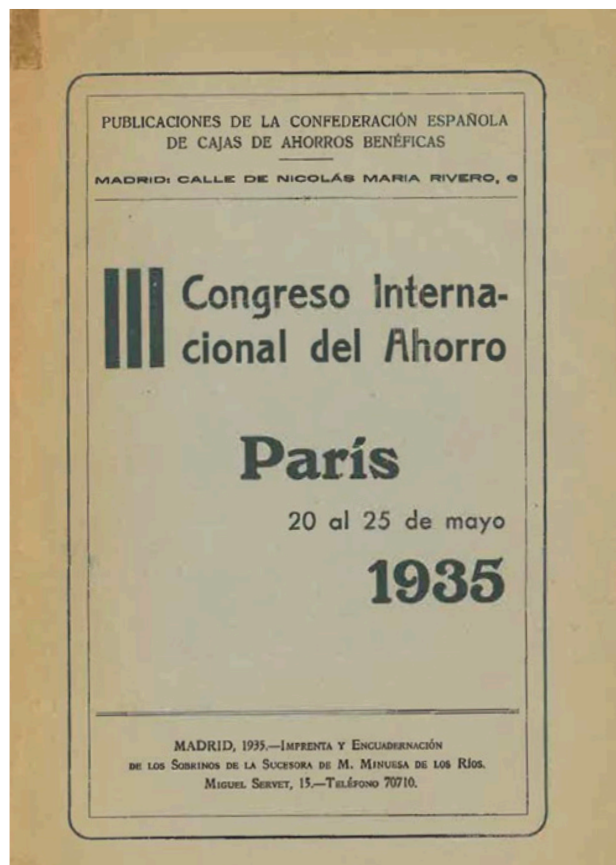 PUBLICACIONES DE LA CONFEDERACIÓN ESPAÑOLA
DE CAJAS DE AHORROS BENÉFICAS
MADRID: CALLE DE NICOLÁS MARIA RIVERO, 6
III Congreso Interna-
cional del Ahorro
París
20 al 25 de mayo
1935
MADRID, 1935.—IMPRENTA Y ENCUADERNACIÓN
DE LOS SOBRINOS DE LA SUCESORA DE M. MINUESA DE LOS RÍOS.
MIGUEL SERVET, 15.—TELÉFONO 70710.